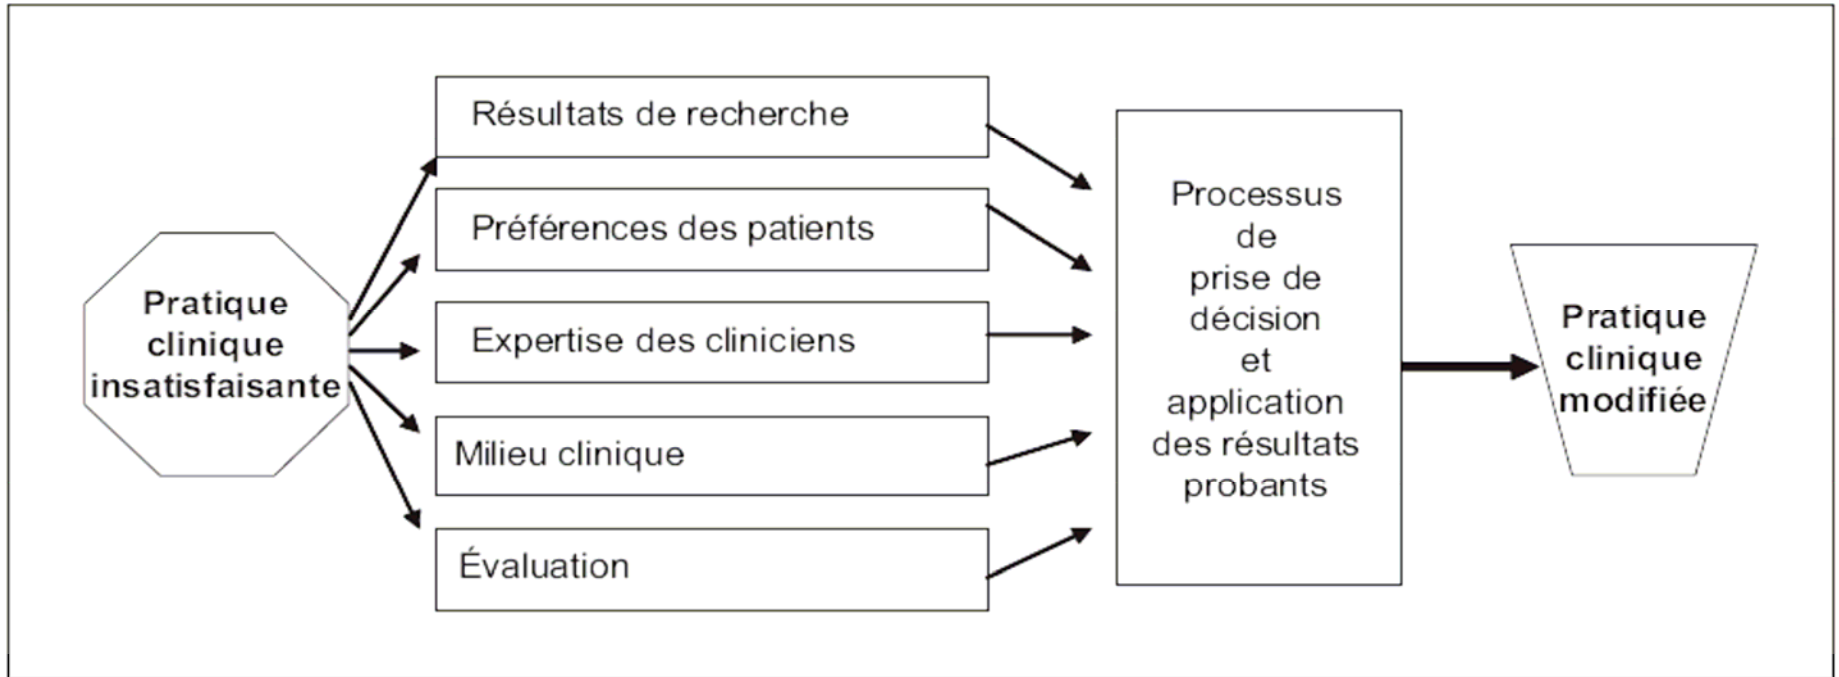 Pratique
clinique
insatisfaisante
Résultats de recherche
Préférences des patients
Expertise des cliniciens
Milieu clinique
Évaluation
Processus
de
prise de
décision
et
application
des résultats
probants
Pratique
clinique
modifiée